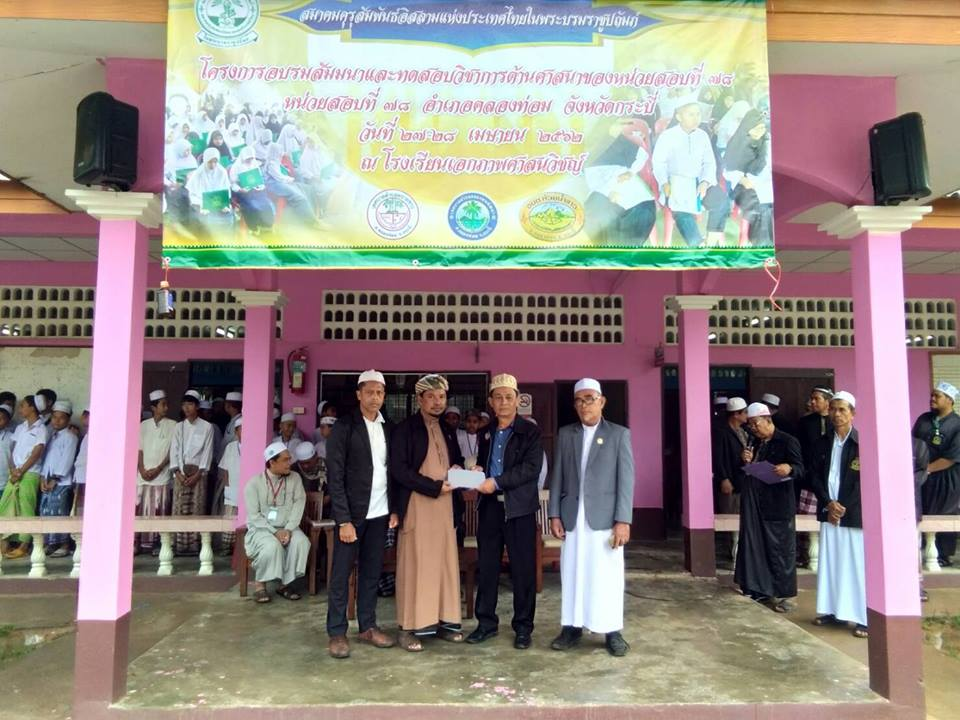 สมาคมคุรุสัมพันธ์อิสลามแห่งประเทศไทยในพระบรมราชูปถัมภ์
โครงการอบรมสัมมนาและทดสอบวิชาการด้านศาสนาของหน่วยสอบที่ ๗๘
หน่วยสอบที่ ๗๘ อำเภอคลองท่อม จังหวัดกระบี่
วันที่ ๒๗-๒๘ เมษายน ๒๕๖๒
ณ โรงเรียนเอกภาพศาสนวิชญ์